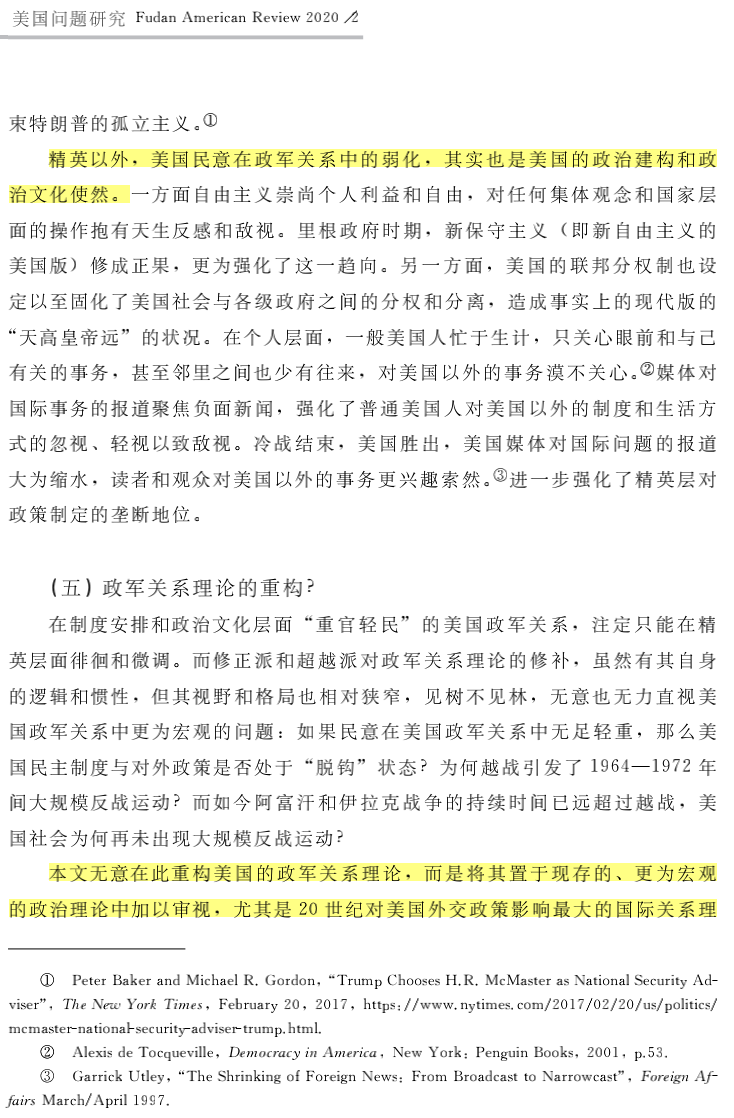 美国问题研究 Fudan American Review 2020 /2
束特朗普的孤立主义。①
精英以外，美国民意在政军关系中的弱化，其实也是美国的政治建构和政
治文化使然。一方面自由主义崇尚个人利益和自由，对任何集体观念和国家层
面的操作抱有天生反感和敌视。里根政府时期，新保守主义（即新自由主义的
美国版）修成正果，更为强化了这一趋向。另一方面，美国的联邦分权制也设
定以至固化了美国社会与各级政府之间的分权和分离，造成事实上的现代版的
“天高皇帝远”的状况。在个人层面，一般美国人忙于生计，只关心眼前和与己
有关的事务，甚至邻里之间也少有往来，对美国以外的事务漠不关心。②媒体对
国际事务的报道聚焦负面新闻，强化了普通美国人对美国以外的制度和生活方
式的忽视、轻视以致敌视。冷战结束，美国胜出，美国媒体对国际问题的报道
大为缩水，读者和观众对美国以外的事务更兴趣索然。③进一步强化了精英层对
政策制定的垄断地位。
（五）政军关系理论的重构？
在制度安排和政治文化层面“重官轻民”的美国政军关系，注定只能在精
英层面徘徊和微调。而修正派和超越派对政军关系理论的修补，虽然有其自身
的逻辑和惯性，但其视野和格局也相对狭窄，见树不见林，无意也无力直视美
国政军关系中更为宏观的问题：如果民意在美国政军关系中无足轻重，那么美
国民主制度与对外政策是否处于“脱钩”状态？为何越战引发了 1964—1972 年
间大规模反战运动？而如今阿富汗和伊拉克战争的持续时间已远超过越战，美
国社会为何再未出现大规模反战运动？
本文无意在此重构美国的政军关系理论，而是将其置于现存的、更为宏观
的政治理论中加以审视，尤其是 20 世纪对美国外交政策影响最大的国际关系理
① Peter Baker and Michael R. Gordon, “Trump Chooses H.R. McMaster as National Security Ad-
viser”, The New York Times, February 20, 2017, https://www.nytimes.com/2017/02/20/us/politics/
mcmaster-national-security-adviser-trump.html.
② Alexis de Tocqueville, Democracy in America, New York: Penguin Books, 2001, p.53.
③ Garrick Utley, “The Shrinking of Foreign News: From Broadcast to Narrowcast”, Foreign Af-
fairs March/April 1997.